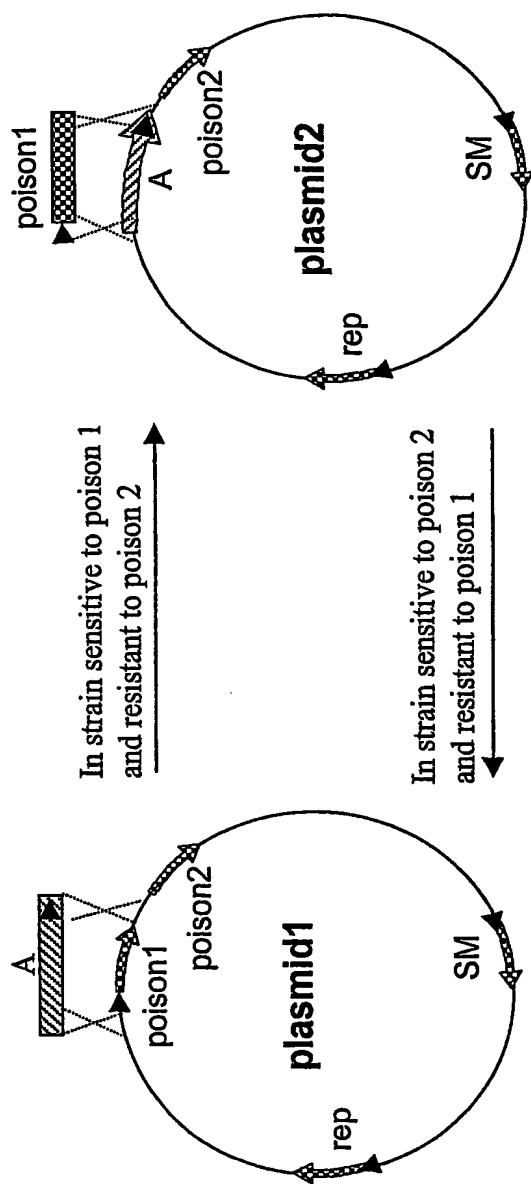 A
poison1
poison2
plasmid1
rep
SM
In strain sensitive to poison 1
and resistant to poison 2
In strain sensitive to poison 2
and resistant to poison 1
poison1
A
poison2
plasmid2
rep
SM